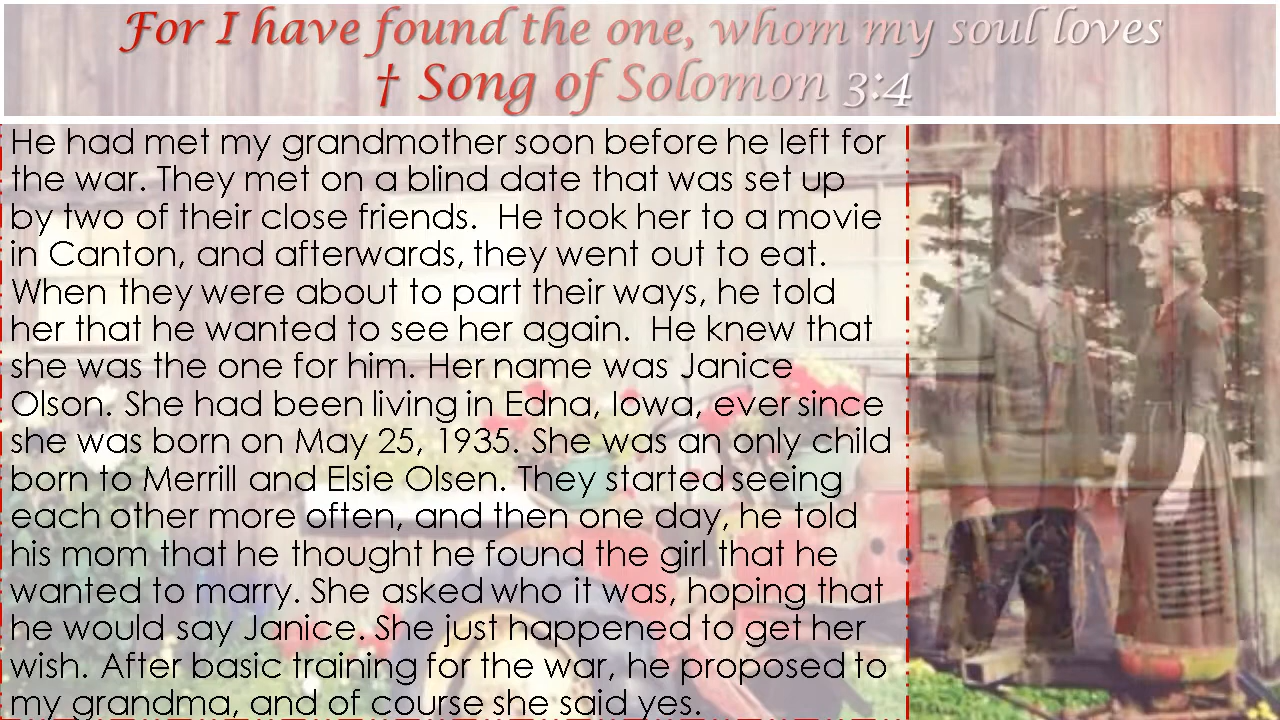 For I have found the one, whom my soul loves
† Song of Solomon 3:4
He had met my grandmother soon before he left for
the war. They met on a blind date that was set up
by two of their close friends.  He took her to a movie
in Canton, and afterwards, they went out to eat.
When they were about to part their ways, he told
her that he wanted to see her again.  He knew that
she was the one for him. Her name was Janice
Olson. She had been living in Edna, Iowa, ever since
she was born on May 25, 1935. She was an only child
born to Merrill and Elsie Olsen. They started seeing
each other more often, and then one day, he told
his mom that he thought he found the girl that he
wanted to marry. She asked who it was, hoping that
he would say Janice. She just happened to get her
wish. After basic training for the war, he proposed to
my grandma, and of course she said yes.